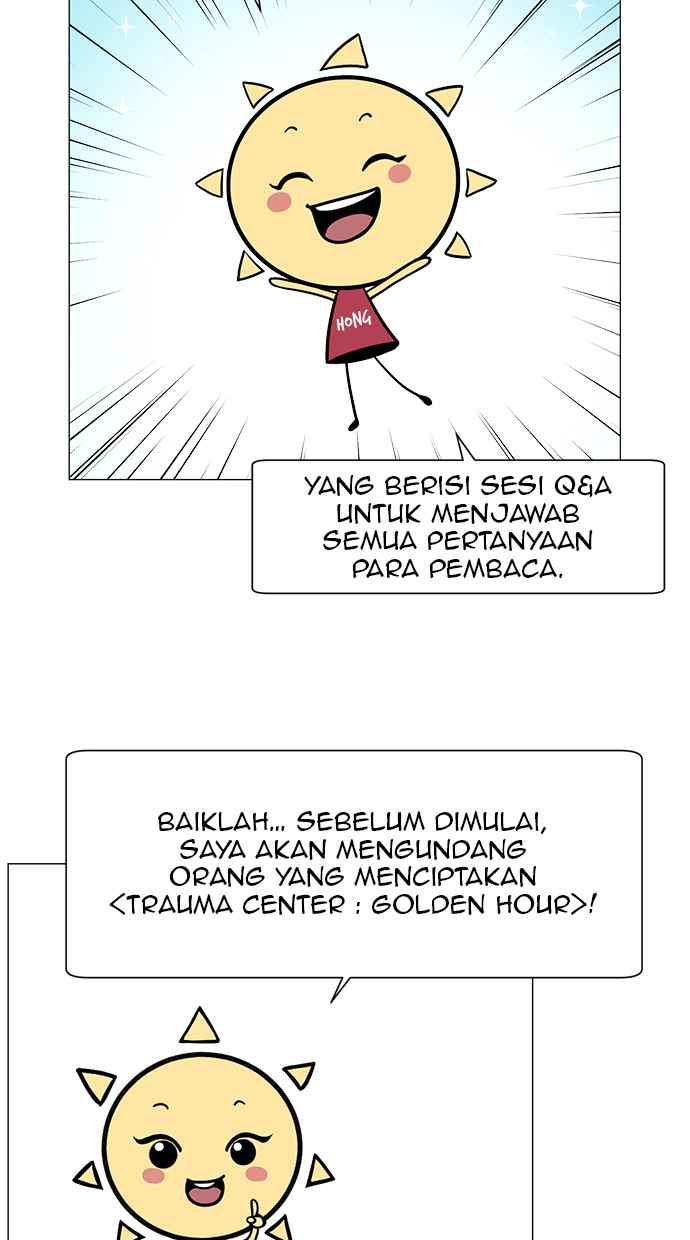 HONG
YANG BERISI SESI Q&A
UNTUK MENJAWAB
SEMUA PERTANYAAN
PARA PEMBACA.
BAIKLAH... SEBELUM DIMULAI,
SAYA AKAN MENGUNDANG
ORANG YANG MENCIPTAKAN
<TRAUMA CENTER : GOLDEN HOUR>!